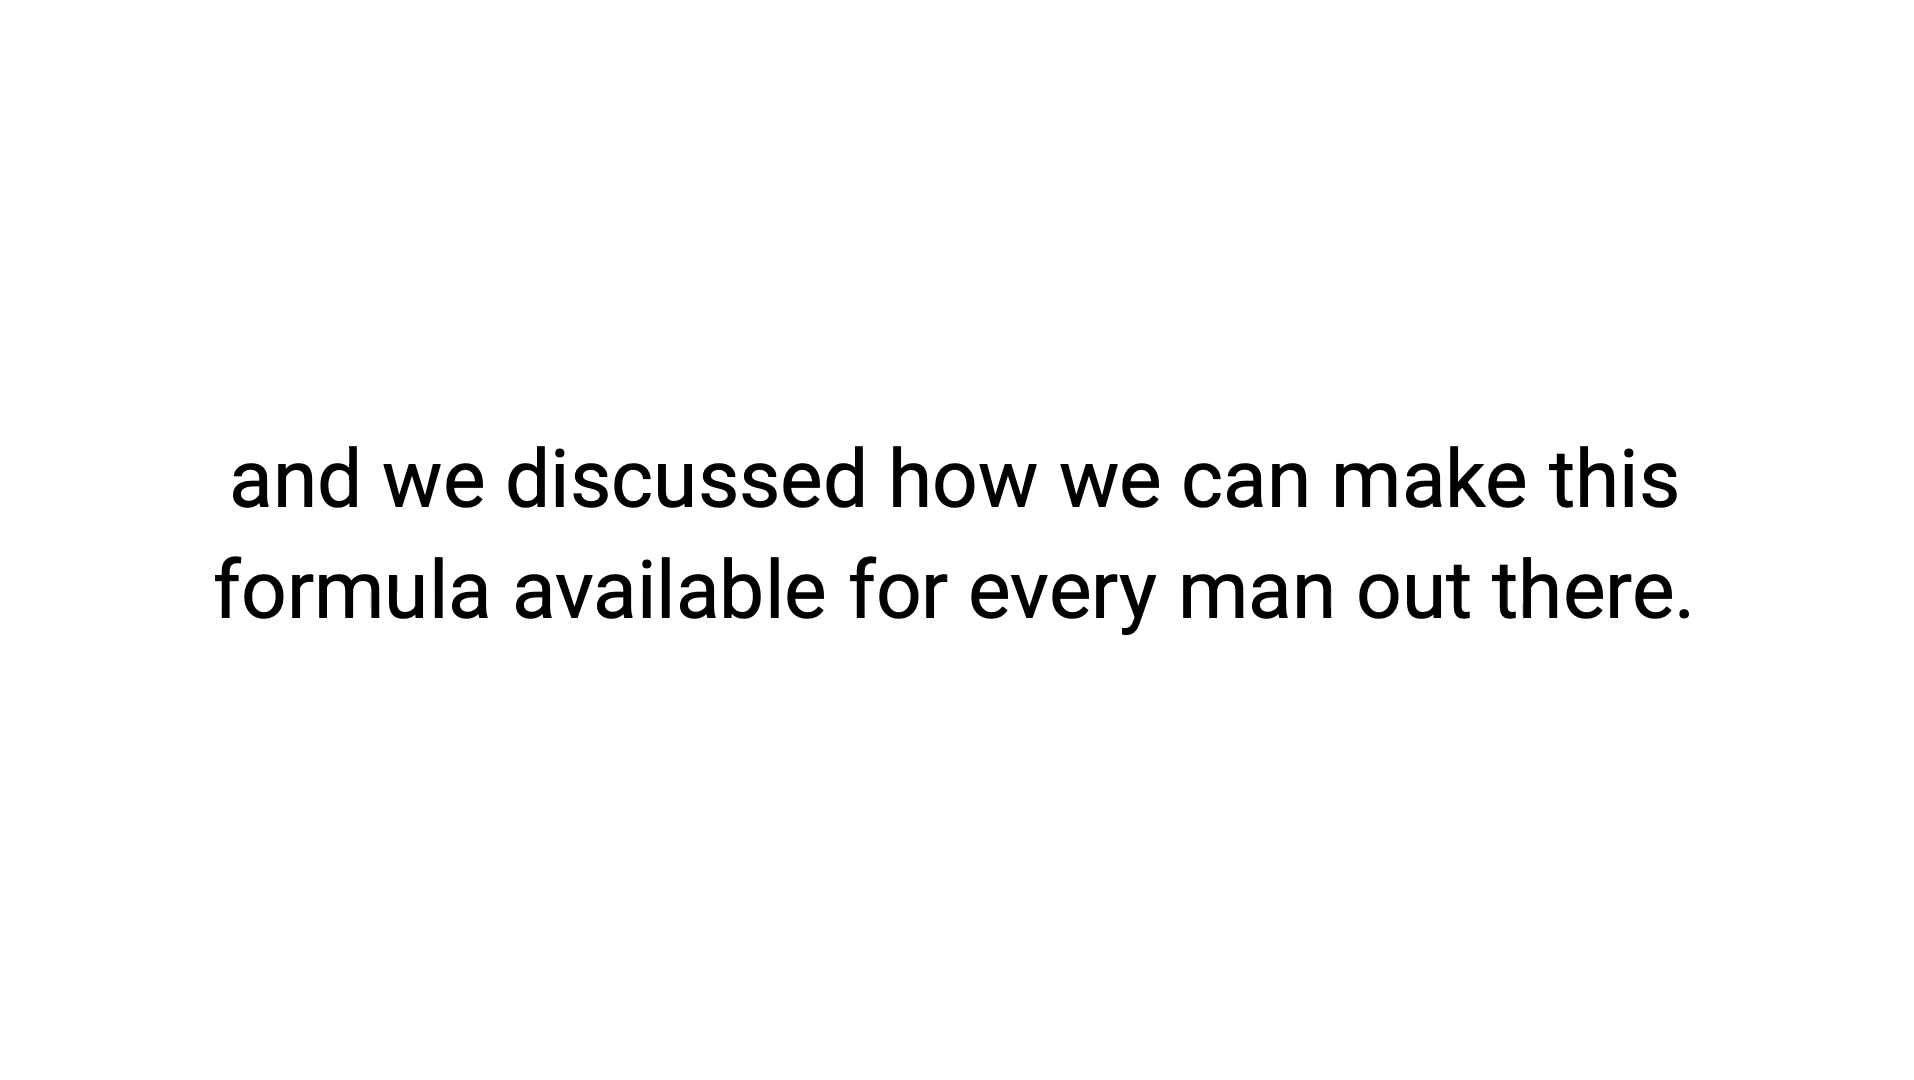 and we discussed how we can make this
formula available for every man out there.